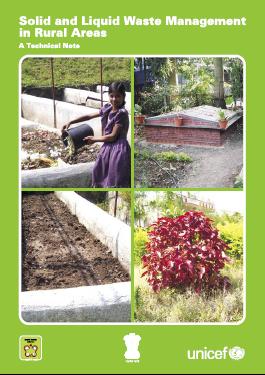 Solid and Liquid Waste Management
in Rural Areas
A Technical Note
unicef